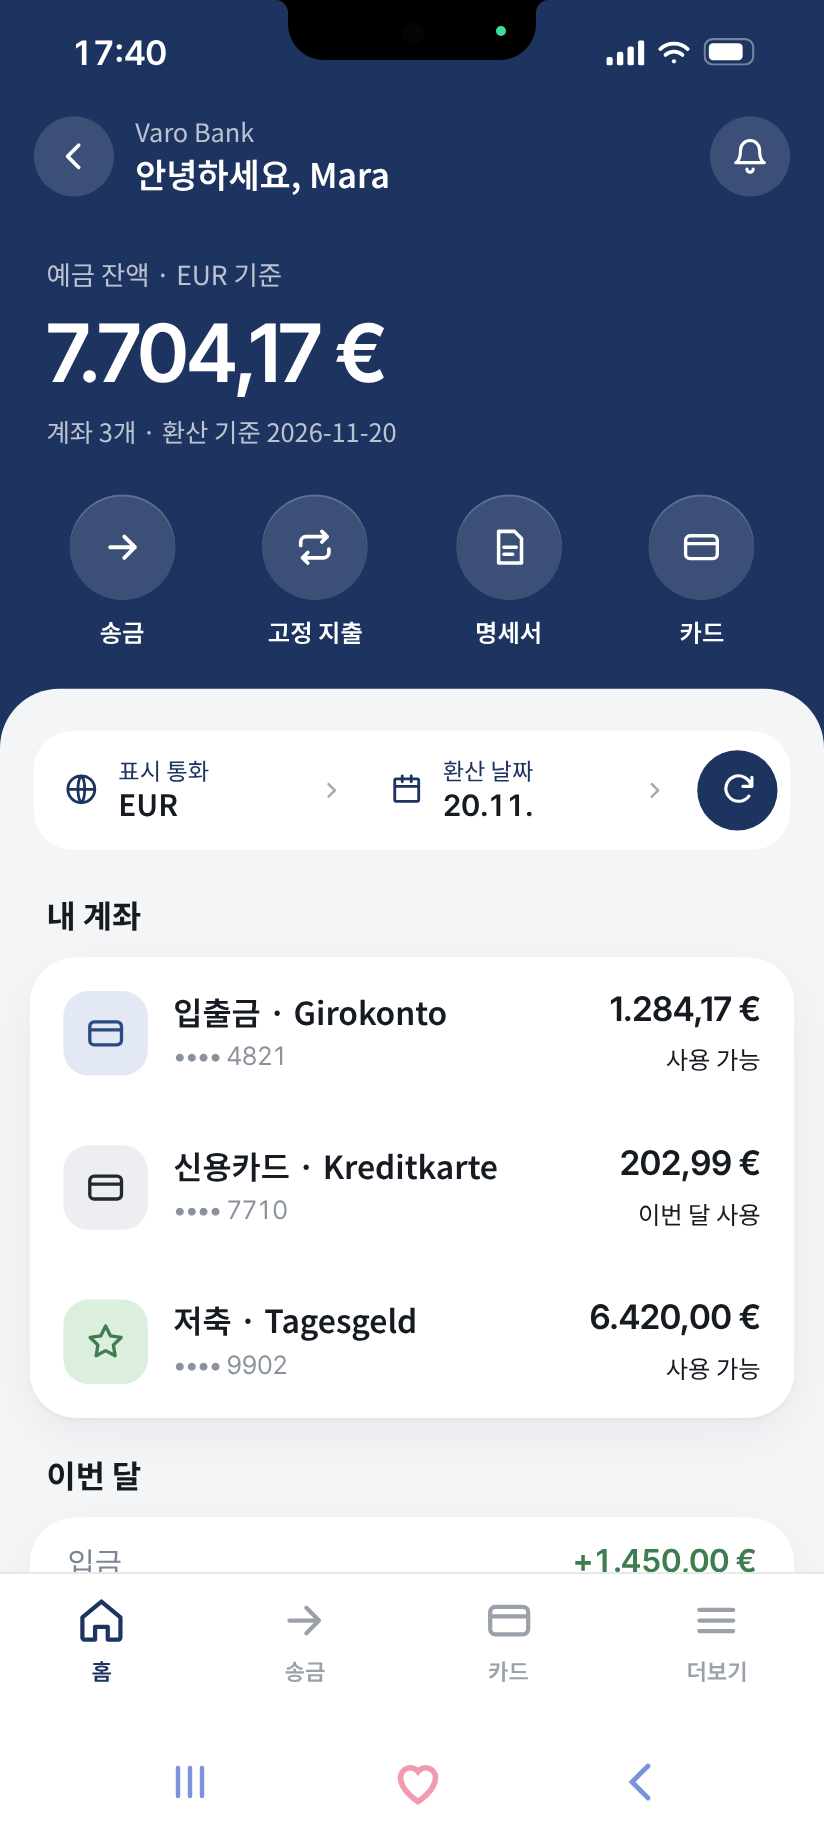 17:40
Varo Bank
안녕하세요, Mara
예금 잔액 · EUR 기준
7.704,17 €
계좌 3개 · 환산 기준 2026-11-20
송금 고정 지출 명세서 카드
표시 통화 환산 날짜
EUR 20.11.
내 계좌
입출금 · Girokonto 1.284,17 €
•••• 4821 사용 가능
신용카드 · Kreditkarte 202,99 €
•••• 7710 이번 달 사용
저축 · Tagesgeld 6.420,00 €
•••• 9902 사용 가능
이번 달
입금 +1.450,00 €
홈 송금 카드 더보기